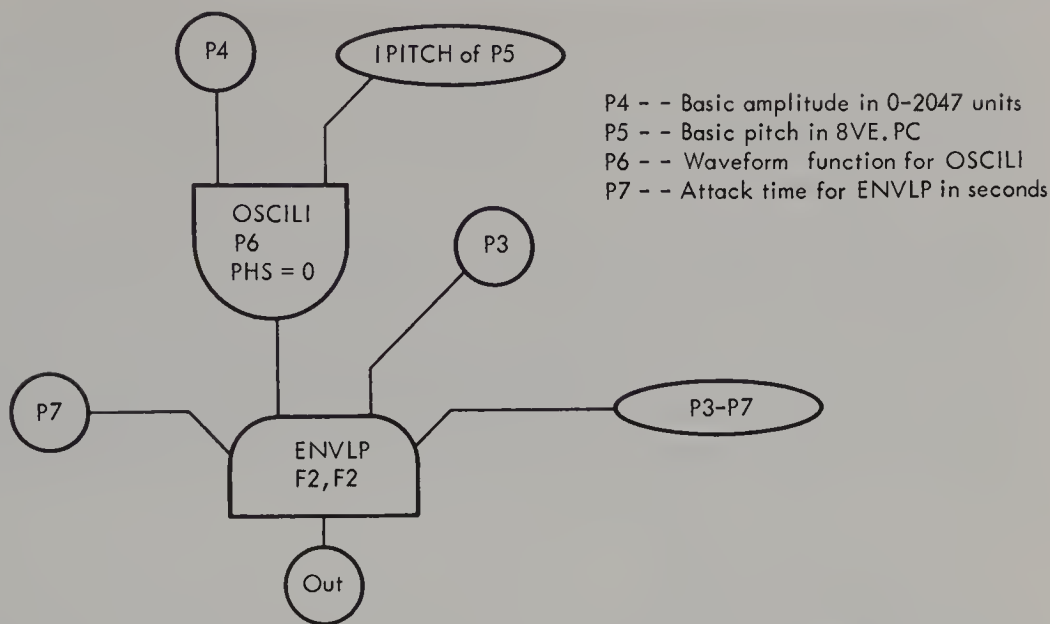 P4
IPITCH of P5
P4 - - Basic amplitude in 0-2047 units
P5 - - Basic pitch in 8VE.PC
P6 - - Waveform function for OSCILI
P7 - - Attack time for ENVLP in seconds
OSCILI
P6
PHS = 0
P3
P7
P3-P7
ENVLP
F2, F2
Out